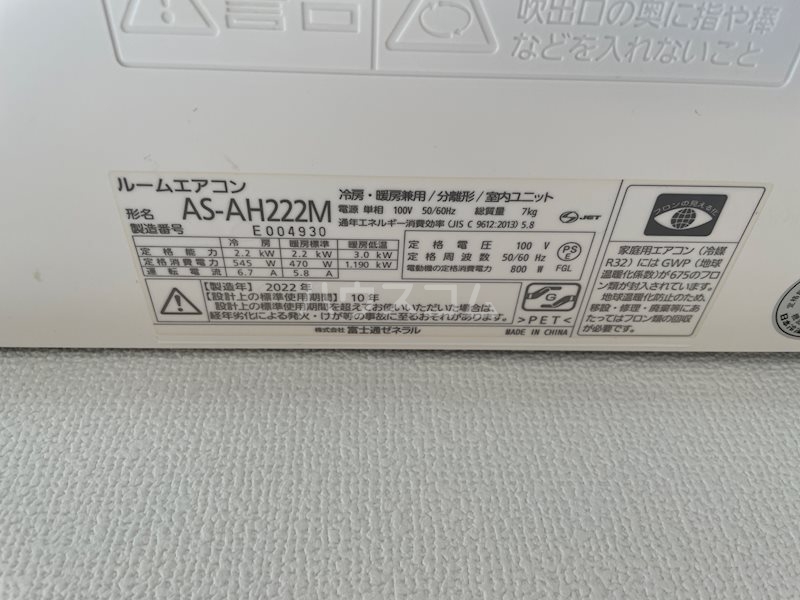 吹出口の奥に指や棒
などを入れないこと
ルームエアコン
形名 AS-AH222M
製造番号 E004930
冷房・暖房兼用/分離形/室内ユニット
電源 単相 100V 50/60Hz 総質量 7kg
通年エネルギー消費効率(JIS C 9612:2013) 5.8
JET
冷 房 暖房標準 暖房低温
定 格 能 力 2.2 kW 2.2 kW 3.0 kW
定格消費電力 545 W 470 W 1,190 kW
運 転 電 流 6.7 A 5.8 A
定 格 電 圧 100 V
定 格 周 波 数 50/60 Hz
電動機の定格消費電力 800 W
PS
E
FGL
【製造年】2022 年
【設計上の標準使用期間】10 年
設計上の標準使用期間を超えてお使いいただいた場合は、
経年劣化による発火・けが等の事故に至るおそれがあります。
>PET<
株式会社 富士通ゼネラル
MADE IN CHINA
フロンの見える化
家庭用エアコン(冷媒
R32)にはGWP(地球
温暖化係数)が675のフロ
ン類が封入されています。
地球温暖化防止のため、
移設・修理・廃棄等にあ
たってはフロン類の回収
が必要です。
ハウスコム